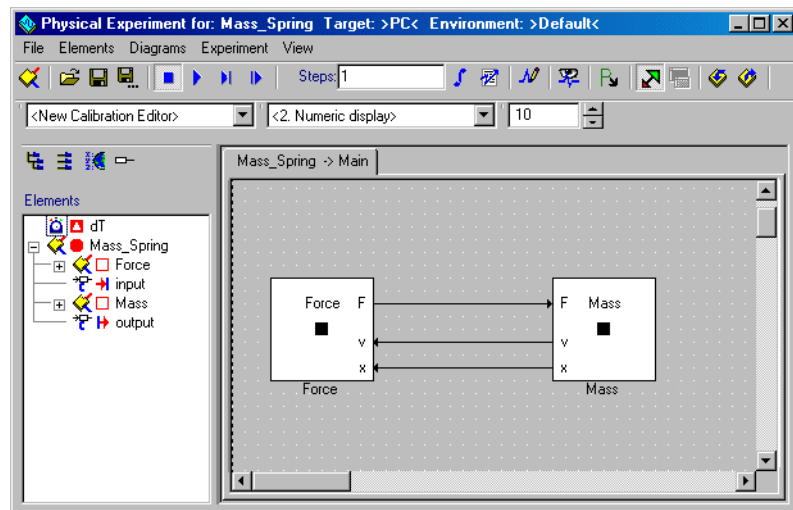 Physical Experiment for: Mass_Spring Target: >PC< Environment: >Default<
File Elements Diagrams Experiment View
Steps: 1
<New Calibration Editor> <2. Numeric display> 10
Mass_Spring -> Main
Elements
dT
Mass_Spring
Force
input
Mass
output
Force F
v
x
Force
F Mass
v
x
Mass